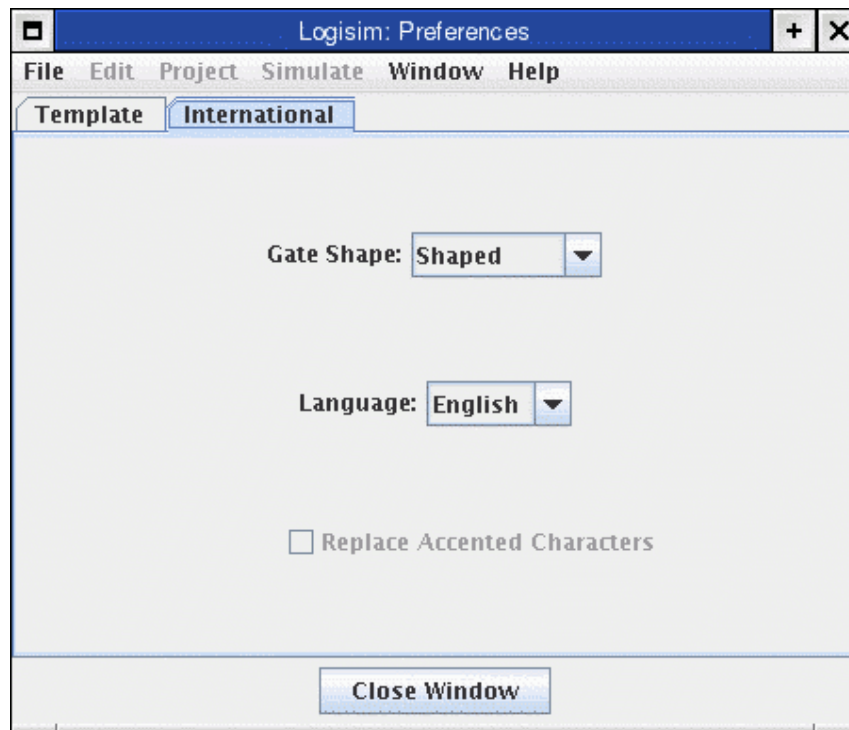 Logisim: Preferences
File Edit Project Simulate Window Help
Template International
Gate Shape: Shaped
Language: English
Replace Accented Characters
Close Window